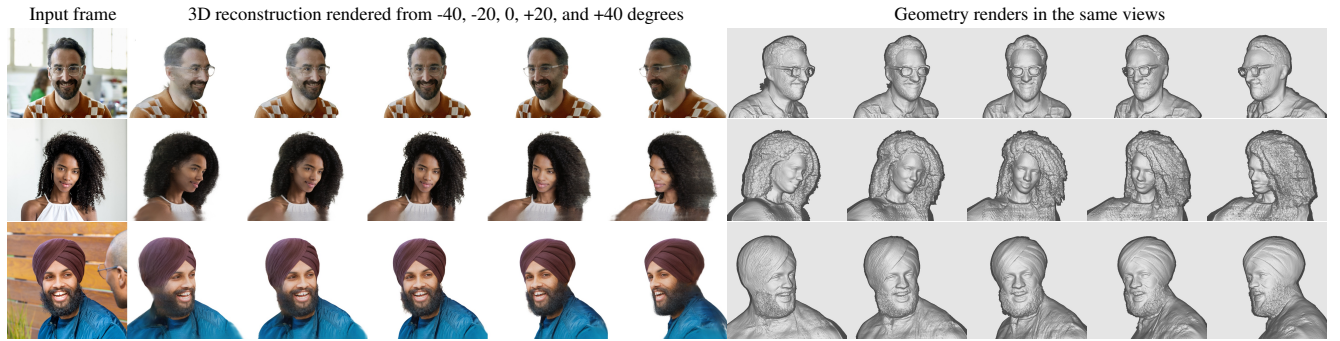 Input frame
3D reconstruction rendered from -40, -20, 0, +20, and +40 degrees
Geometry renders in the same views